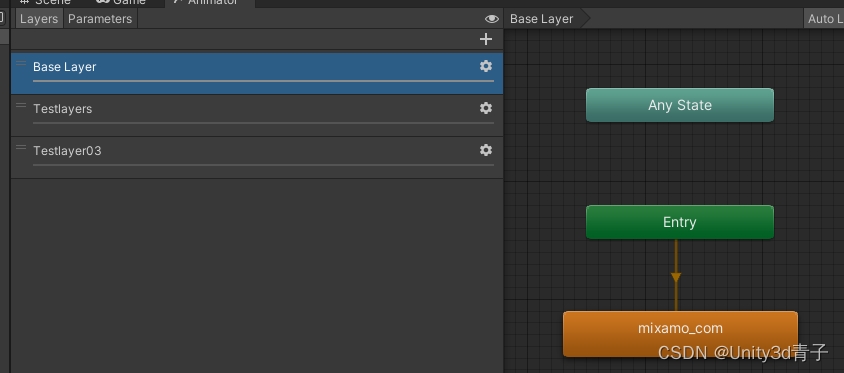 Scene Game Animator
Layers Parameters
Base Layer
Auto L
Base Layer
Testlayers
Testlayer03
Any State
Entry
mixamo_com
CSDN @Unity3d青子